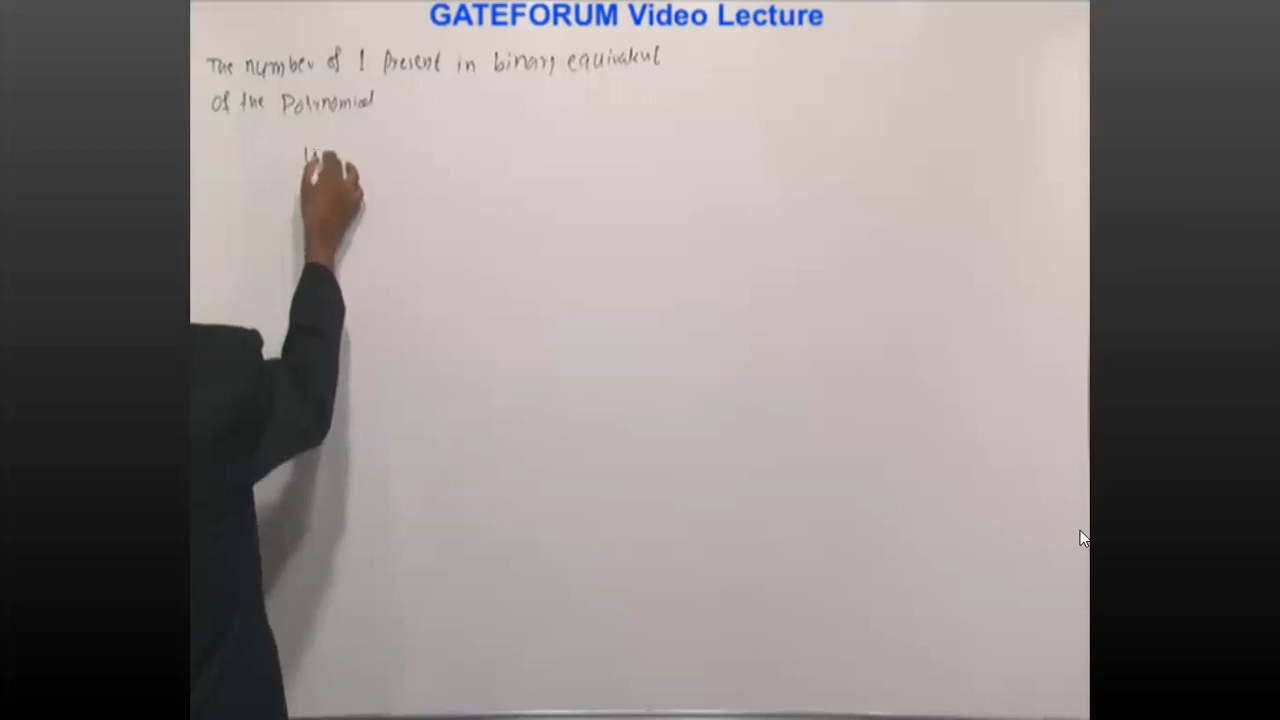 GATEFORUM Video Lecture
The number of 1 Present in binary equivalent
of the Polynomial